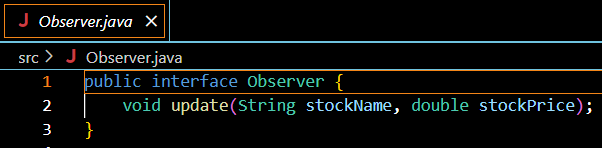 J Observer.java ×
src > J Observer.java
1 public interface Observer {
2 void update(String stockName, double stockPrice);
3 }